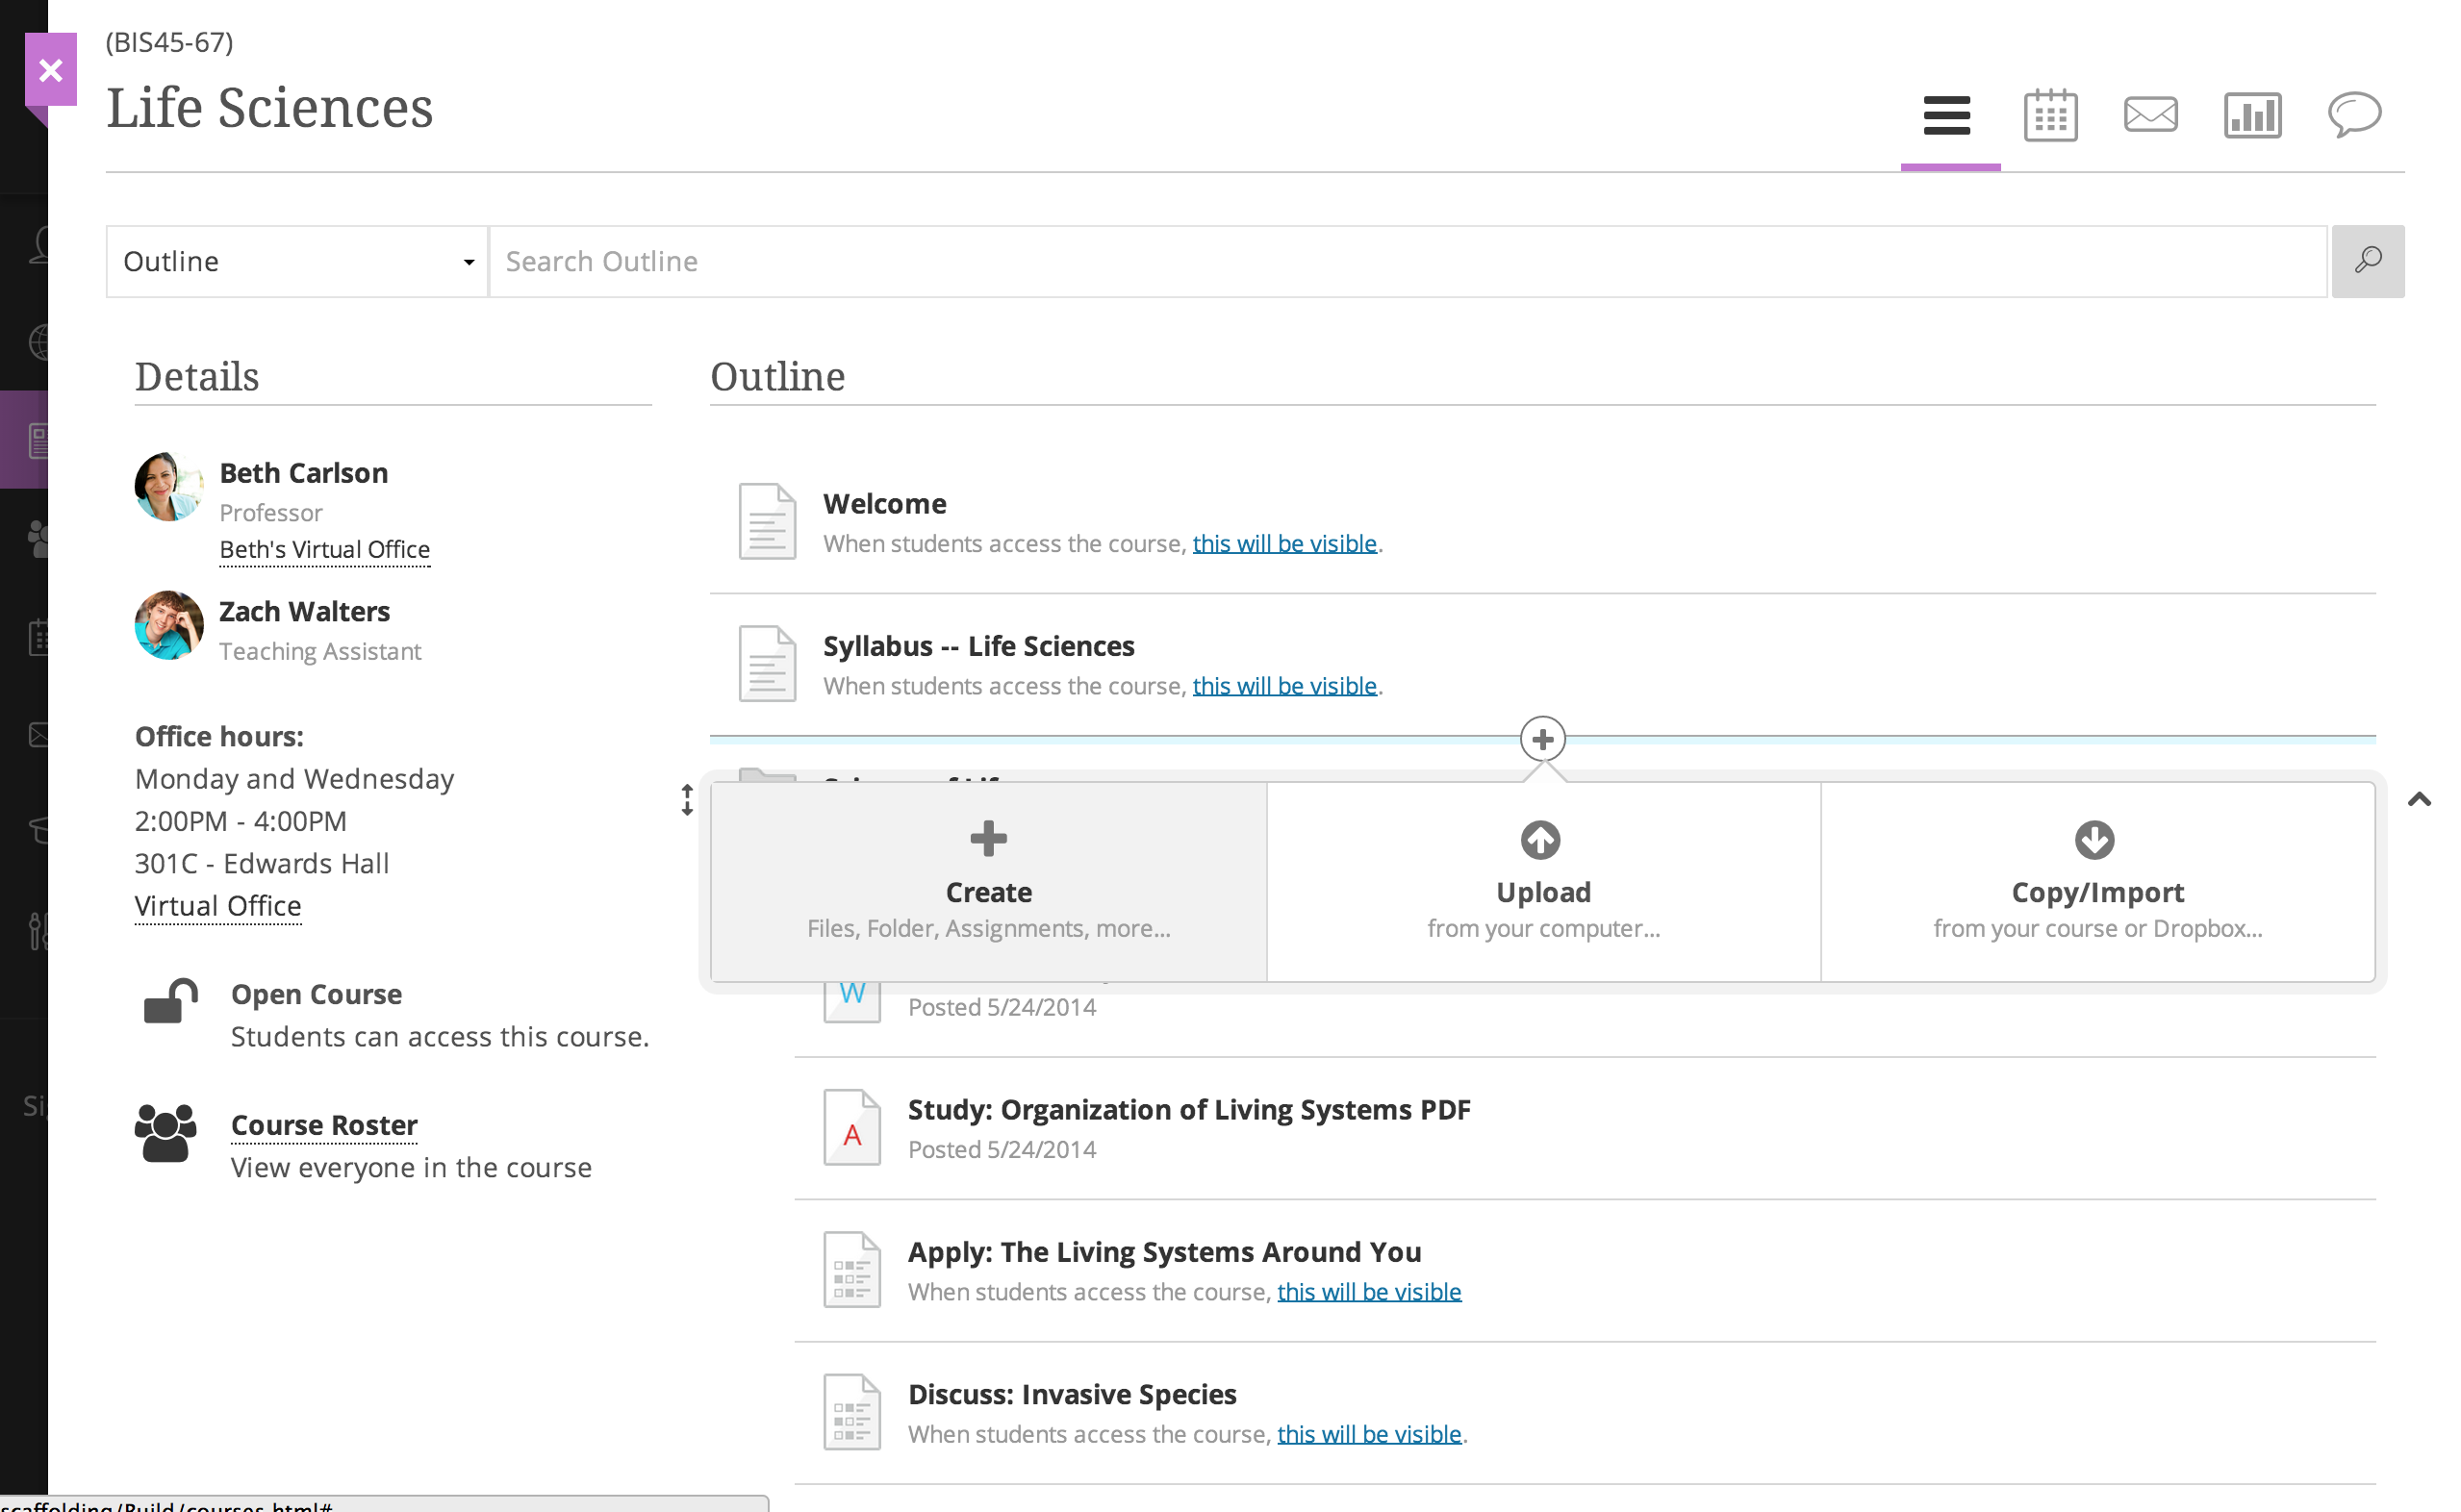 (BIS45-67)
Life Sciences
Outline
Search Outline
Details
Beth Carlson
Professor
Beth's Virtual Office
Zach Walters
Teaching Assistant
Office hours:
Monday and Wednesday
2:00PM - 4:00PM
301C - Edwards Hall
Virtual Office
Open Course
Students can access this course.
Course Roster
View everyone in the course
Outline
Welcome
When students access the course, this will be visible.
Syllabus -- Life Sciences
When students access the course, this will be visible.
Create
Files, Folder, Assignments, more...
Upload
from your computer...
Copy/Import
from your course or Dropbox...
W
Posted 5/24/2014
A
Study: Organization of Living Systems PDF
Posted 5/24/2014
Apply: The Living Systems Around You
When students access the course, this will be visible
Discuss: Invasive Species
When students access the course, this will be visible.
Si
scaffolding/Build/courses.html#